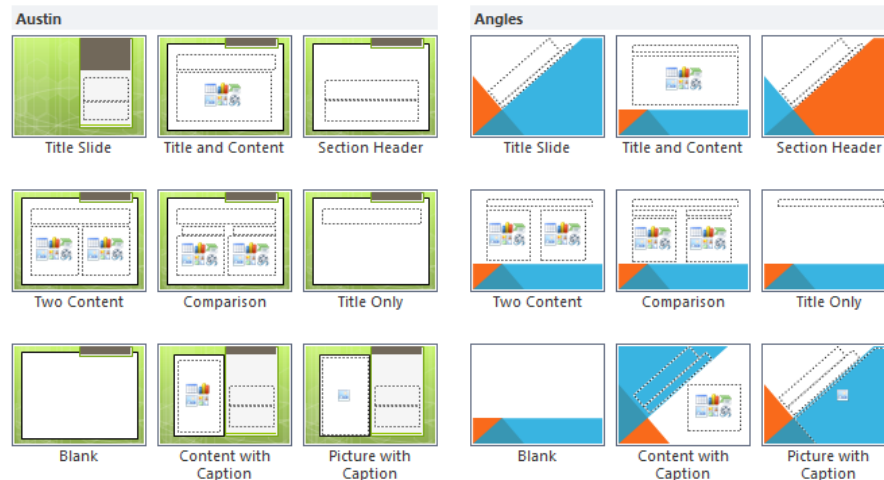 Austin
Title Slide
Title and Content
Section Header
Two Content
Comparison
Title Only
Blank
Content with
Caption
Picture with
Caption
Angles
Title Slide
Title and Content
Section Header
Two Content
Comparison
Title Only
Blank
Content with
Caption
Picture with
Caption